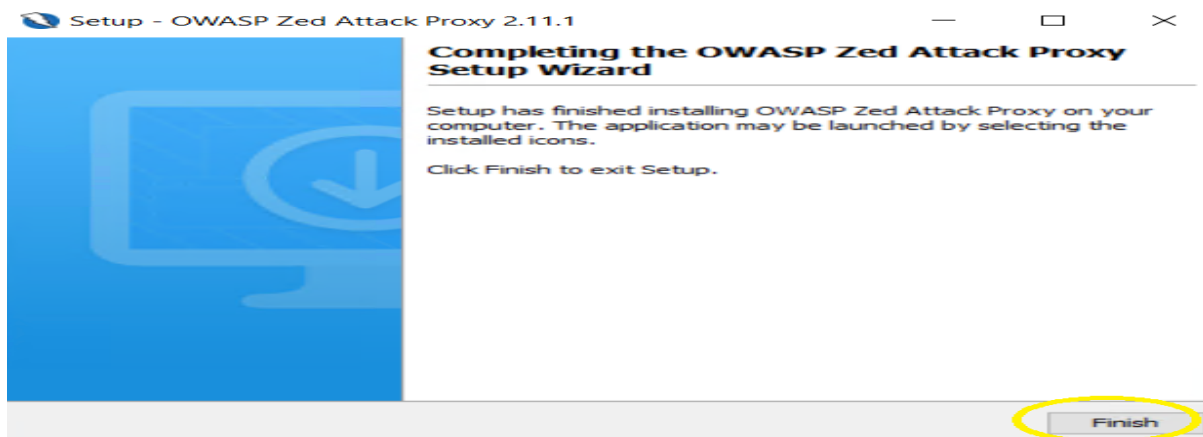 Setup - OWASP Zed Attack Proxy 2.11.1
Completing the OWASP Zed Attack Proxy
Setup Wizard
Setup has finished installing OWASP Zed Attack Proxy on your
computer. The application may be launched by selecting the
installed icons.
Click Finish to exit Setup.
Finish